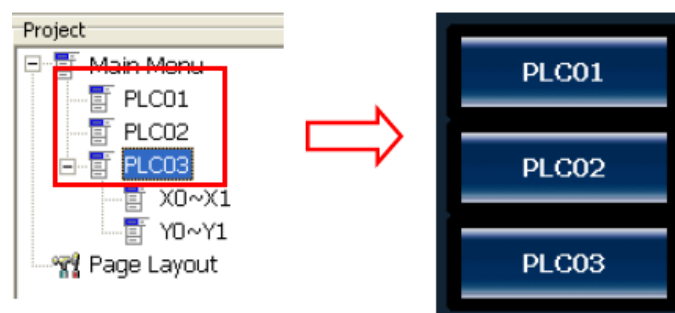 Project
Main Menu
PLC01
PLC02
PLC03
X0~X1
Y0~Y1
Page Layout
PLC01
PLC02
PLC03